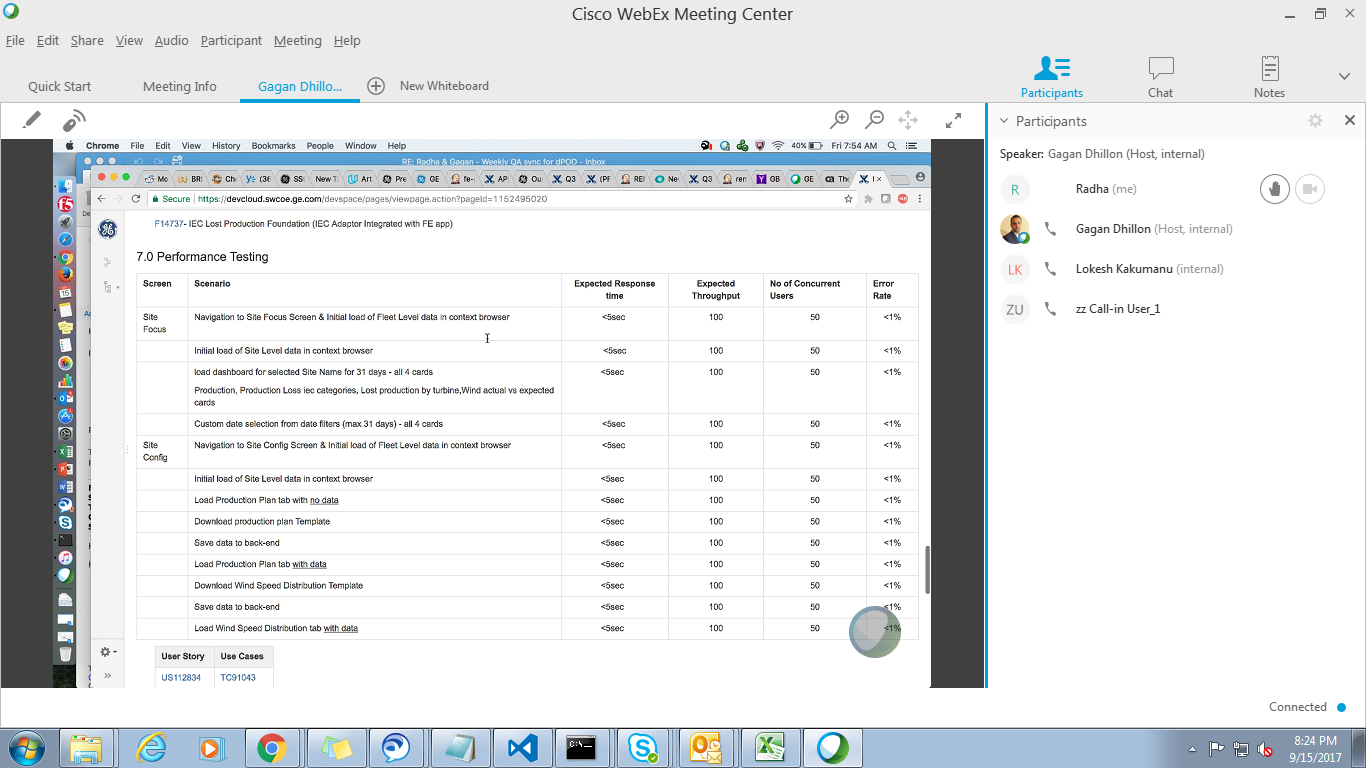 Cisco WebEx Meeting Center
File Edit Share View Audio Participant Meeting Help
Quick Start Meeting Info Gagan Dhillo... New Whiteboard
Participants Chat Notes
Chrome File Edit View History Bookmarks People Window Help 40% Fri 7:54 AM
RE: Radha & Gagan - Weekly QA sync for dPOD - Inbox
Secure https://devcloud.swcoe.ge.com/devspace/pages/viewpage.action?pageId=1152495020
F14737- IEC Lost Production Foundation (IEC Adaptor Integrated with FE app)
7.0 Performance Testing
Screen Scenario Expected Response time Expected Throughput No of Concurrent Users Error Rate
Site Focus Navigation to Site Focus Screen & Initial load of Fleet Level data in context browser <5sec 100 50 <1%
Initial load of Site Level data in context browser <5sec 100 50 <1%
load dashboard for selected Site Name for 31 days - all 4 cards <5sec 100 50 <1%
Production, Production Loss iec categories, Lost production by turbine,Wind actual vs expected
cards
Custom date selection from date filters (max 31 days) - all 4 cards <5sec 100 50 <1%
Site Config Navigation to Site Config Screen & Initial load of Fleet Level data in context browser <5sec 100 50 <1%
Initial load of Site Level data in context browser <5sec 100 50 <1%
Load Production Plan tab with no data <5sec 100 50 <1%
Download production plan Template <5sec 100 50 <1%
Save data to back-end <5sec 100 50 <1%
Load Production Plan tab with data <5sec 100 50 <1%
Download Wind Speed Distribution Template <5sec 100 50 <1%
Save data to back-end <5sec 100 50 <1%
Load Wind Speed Distribution tab with data <5sec 100 50 <1%
User Story Use Cases
US112834 TC91043
Participants
Speaker: Gagan Dhillon (Host, internal)
R Radha (me)
Gagan Dhillon (Host, internal)
LK Lokesh Kakumanu (internal)
ZU zz Call-in User_1
Connected
8:24 PM
9/15/2017